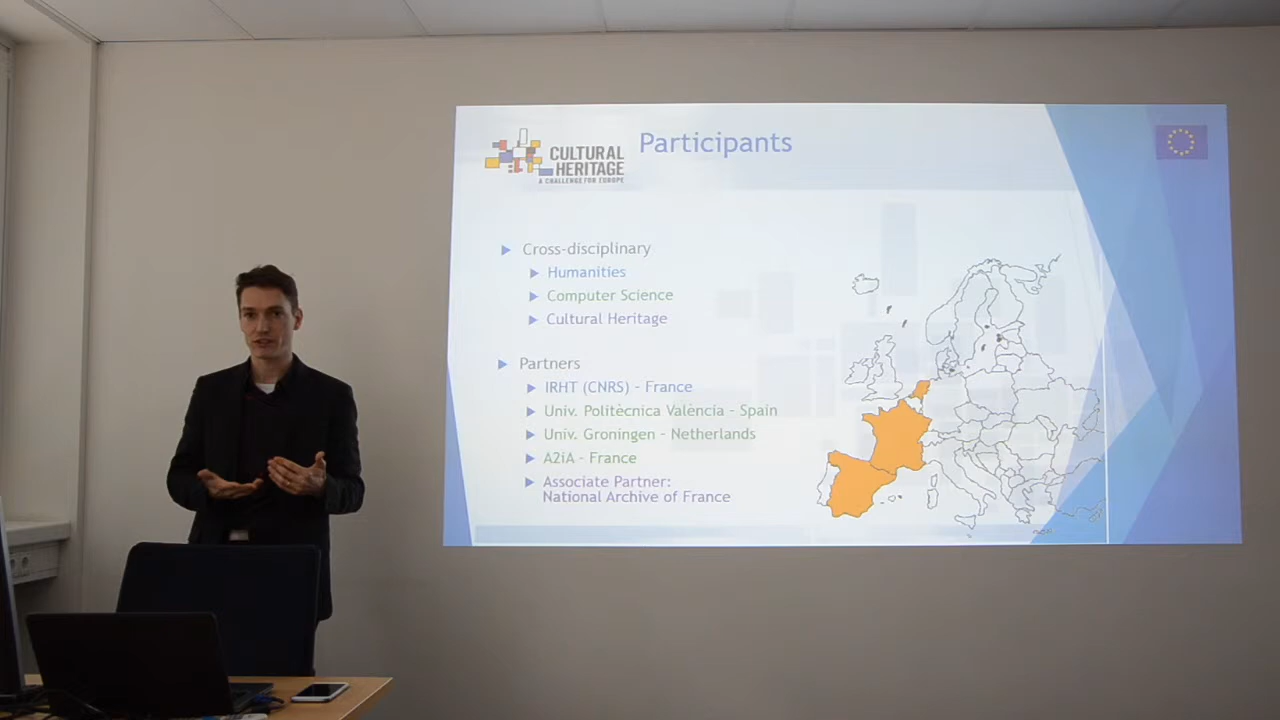 Participants
CULTURAL
HERITAGE
A CHALLENGE FOR EUROPE
Cross-disciplinary
Humanities
Computer Science
Cultural Heritage
Partners
IRHT (CNRS) - France
Univ. Politècnica València - Spain
Univ. Groningen - Netherlands
A2iA - France
Associate Partner:
National Archive of France